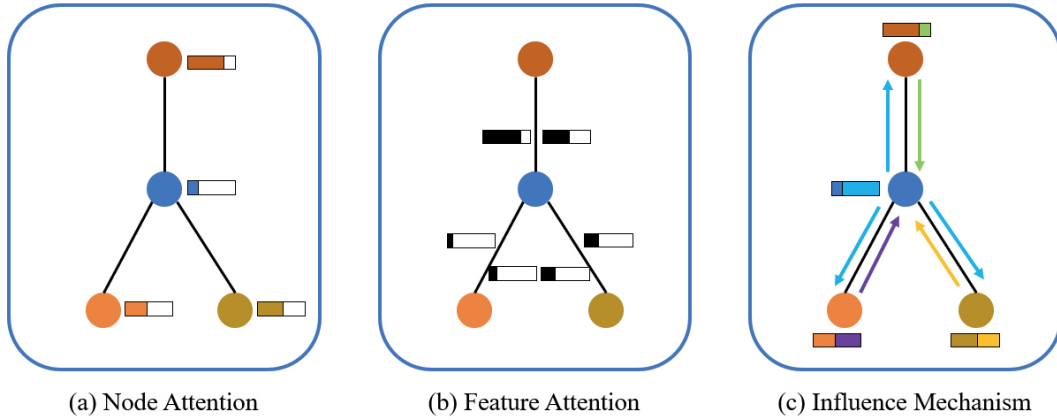 (a) Node Attention
(b) Feature Attention
(c) Influence Mechanism